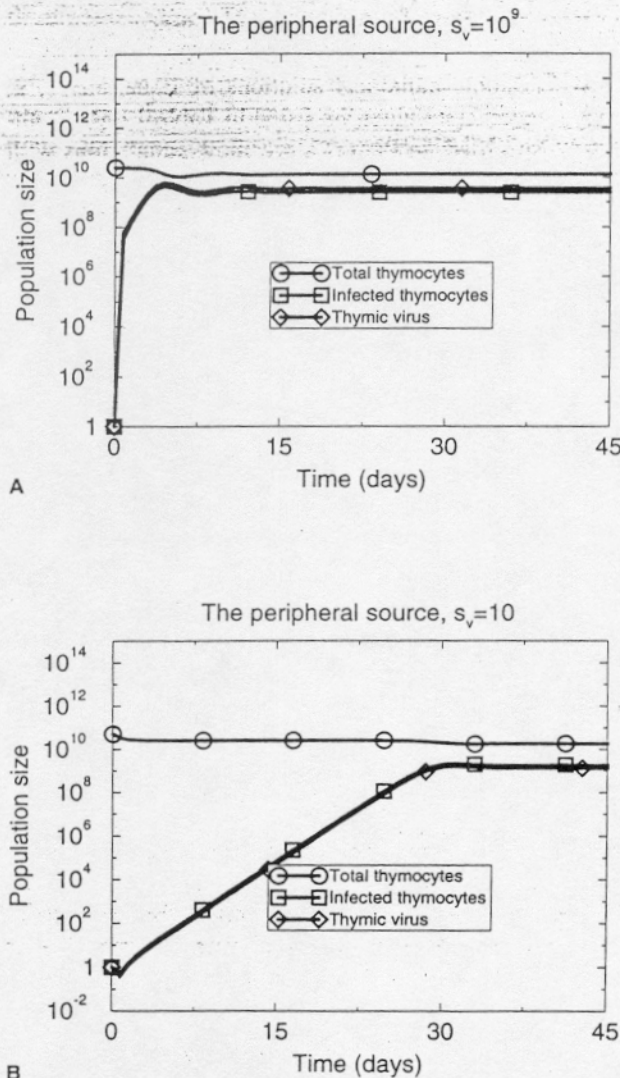 The peripheral source, s_v=10^9
10^14
10^12
10^10
10^8
10^6
10^4
10^2
1
Population size
Total thymocytes
Infected thymocytes
Thymic virus
0
15
30
45
Time (days)
A
The peripheral source, s_v=10
10^14
10^12
10^10
10^8
10^6
10^4
10^2
1
10^-2
Population size
Total thymocytes
Infected thymocytes
Thymic virus
0
15
30
45
Time (days)
B